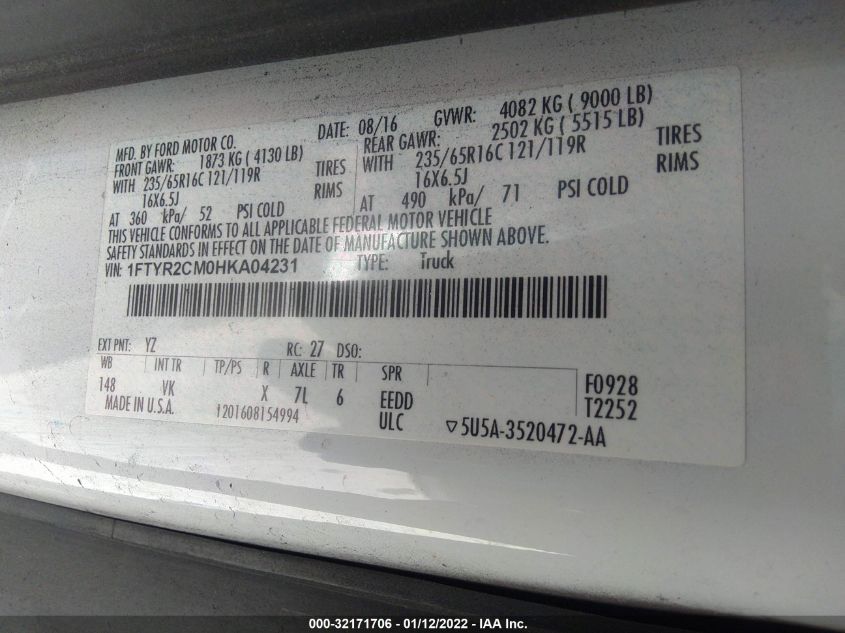 MFD. BY FORD MOTOR CO. DATE: 08/16 GVWR: 4082 KG ( 9000 LB)
FRONT GAWR: 1873 KG ( 4130 LB) REAR GAWR: 2502 KG ( 5515 LB)
WITH 235/65R16C 121/119R TIRES WITH 235/65R16C 121/119R TIRES
16X6.5J RIMS 16X6.5J RIMS
AT 360 kPa/ 52 PSI COLD AT 490 kPa/ 71 PSI COLD
THIS VEHICLE CONFORMS TO ALL APPLICABLE FEDERAL MOTOR VEHICLE
SAFETY STANDARDS IN EFFECT ON THE DATE OF MANUFACTURE SHOWN ABOVE.
VIN: 1FTYR2CM0HKA04231 TYPE: Truck
EXT PNT: YZ RC: 27 DSO:
WB INT TR TP/PS R AXLE TR SPR
148 VK X 7L 6 EEDD F0928
MADE IN U.S.A. 1201608154994 ULC T2252
▽5U5A-3520472-AA
000-32171706 - 01/12/2022 - IAA Inc.